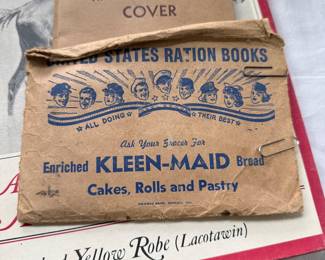 COVER
UNITED STATES RATION BOOKS
★ ALL DOING ★ THEIR BEST ★
Ask Your Grocer For
Enriched KLEEN-MAID Bread
Cakes, Rolls and Pastry
Yellow Robe (Lacotawin)